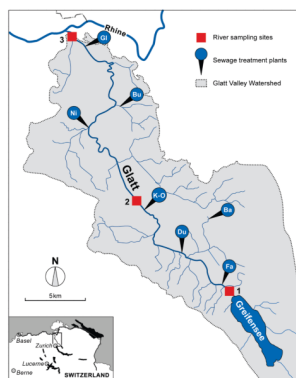 Rhine
3
Gl
River sampling sites
Sewage treatment plants
Glatt Valley Watershed
Bu
Ni
Glatt
2
K-O
Ba
Du
N
5km
Fa
1
Greifensee
Basel
Zurich
Lucerne
Berne
SWITZERLAND